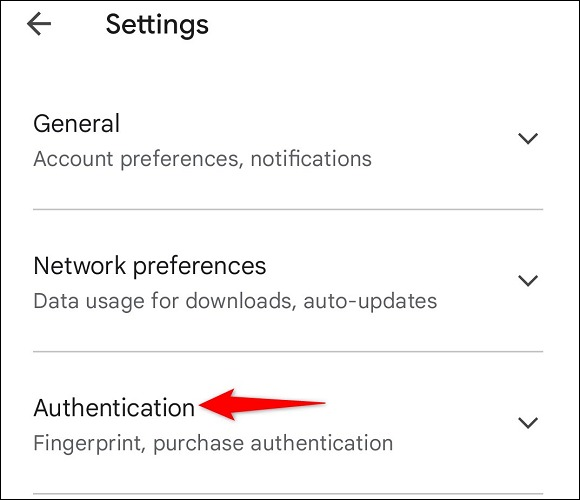 Settings
General
Account preferences, notifications
Network preferences
Data usage for downloads, auto-updates
Authentication
Fingerprint, purchase authentication